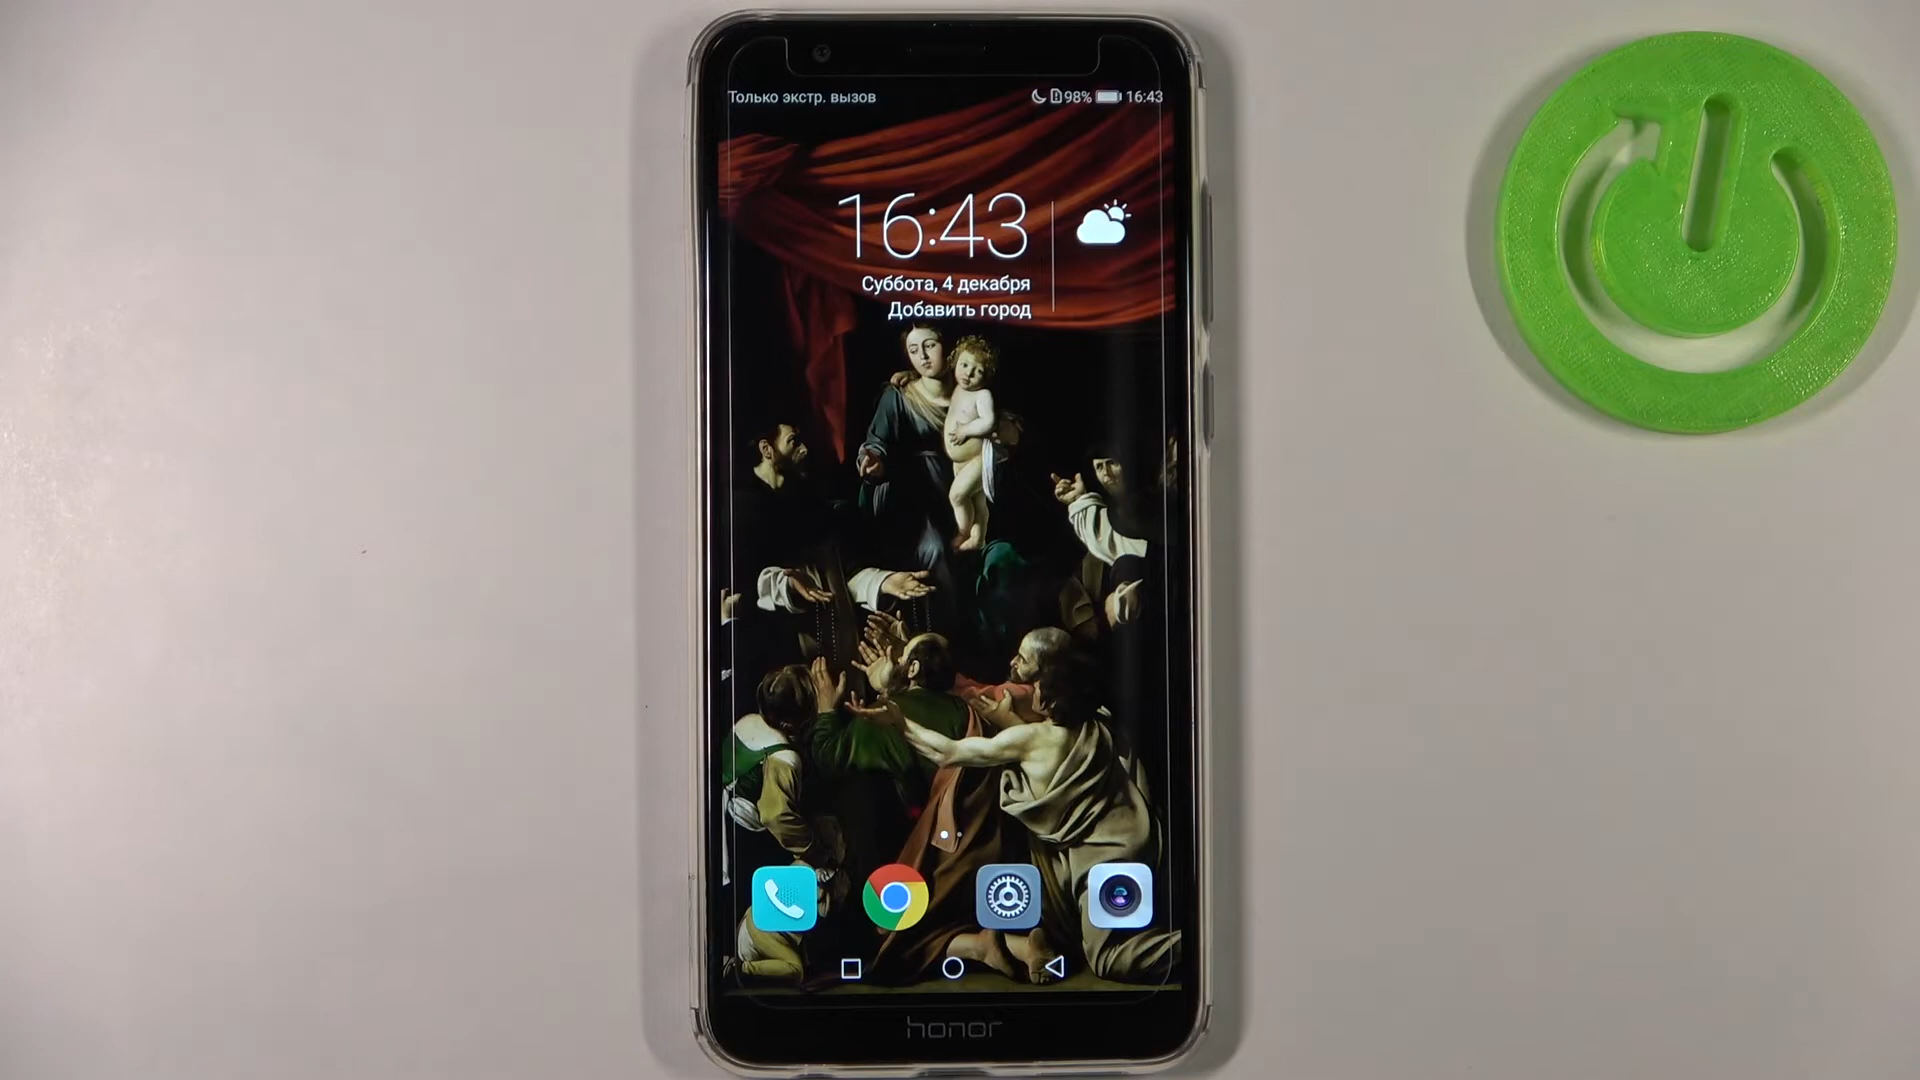 Только экстр. вызов
98% 16:43
16:43
Суббота, 4 декабря
Добавить город
honor